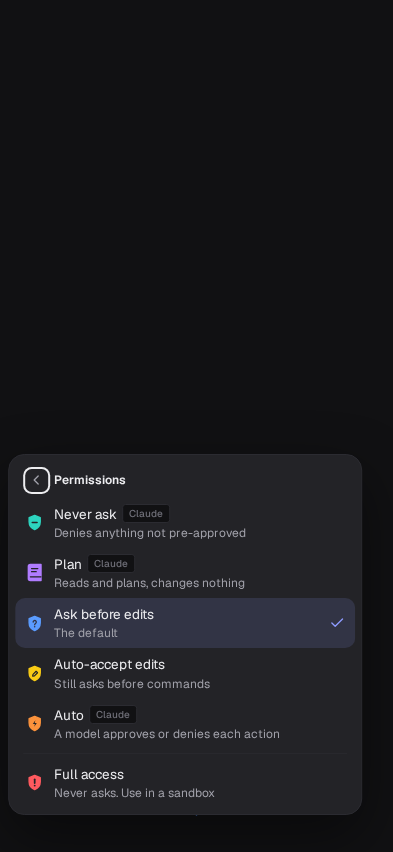 Permissions
Never ask Claude
Denies anything not pre-approved
Plan Claude
Reads and plans, changes nothing
Ask before edits
The default
Auto-accept edits
Still asks before commands
Auto Claude
A model approves or denies each action
Full access
Never asks. Use in a sandbox